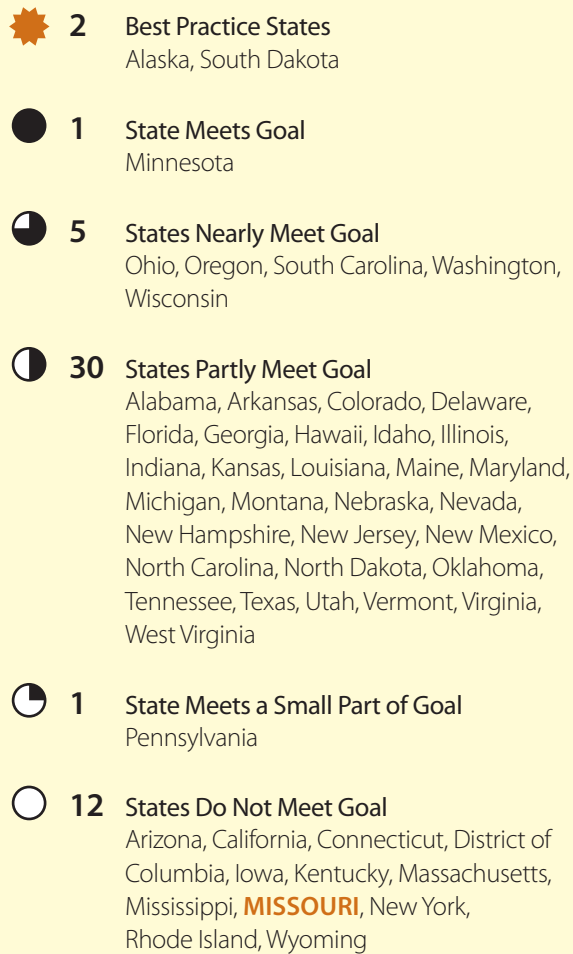 2 Best Practice States
Alaska, South Dakota
1 State Meets Goal
Minnesota
5 States Nearly Meet Goal
Ohio, Oregon, South Carolina, Washington,
Wisconsin
30 States Partly Meet Goal
Alabama, Arkansas, Colorado, Delaware,
Florida, Georgia, Hawaii, Idaho, Illinois,
Indiana, Kansas, Louisiana, Maine, Maryland,
Michigan, Montana, Nebraska, Nevada,
New Hampshire, New Jersey, New Mexico,
North Carolina, North Dakota, Oklahoma,
Tennessee, Texas, Utah, Vermont, Virginia,
West Virginia
1 State Meets a Small Part of Goal
Pennsylvania
12 States Do Not Meet Goal
Arizona, California, Connecticut, District of
Columbia, Iowa, Kentucky, Massachusetts,
Mississippi, MISSOURI, New York,
Rhode Island, Wyoming